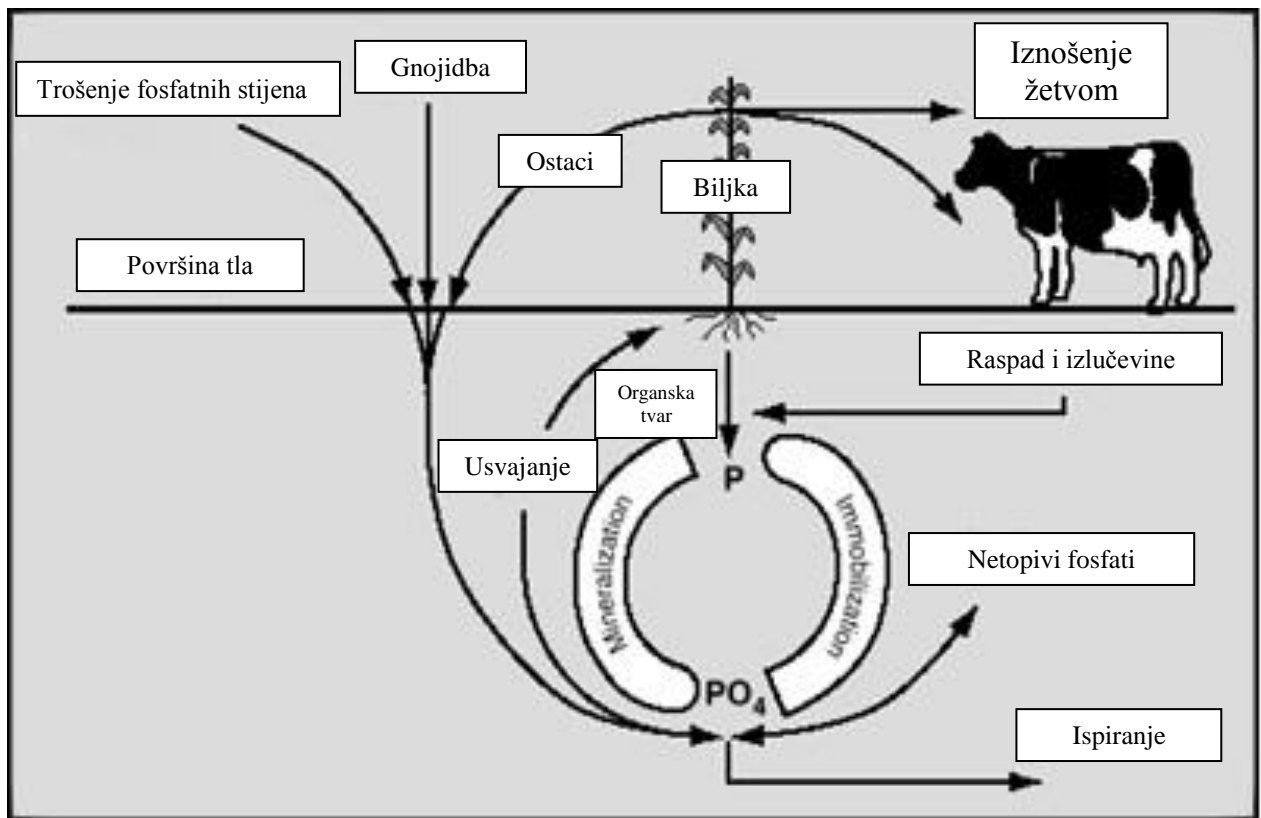 Trošenje fosfatnih stijena
Gnojidba
Iznošenje
žetvom
Ostaci
Biljka
Površina tla
Raspad i izlučevine
Organska
tvar
Usvajanje
P
Mineralization
Immobilization
Netopivi fosfati
PO₄
Ispiranje